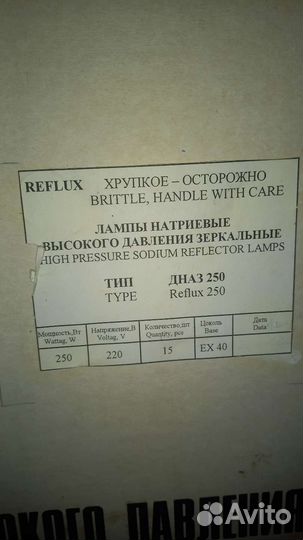 REFLUX ХРУПКОЕ – ОСТОРОЖНО
BRITTLE, HANDLE WITH CARE
ЛАМПЫ НАТРИЕВЫЕ
ВЫСОКОГО ДАВЛЕНИЯ ЗЕРКАЛЬНЫЕ
HIGH PRESSURE SODIUM REFLECTOR LAMPS
ТИП ДНАЗ 250
TYPE Reflux 250
Мощность,Вт Напряжение,В Количество,шт Цоколь Дата
Wattag, W Voltag, V Quantity, pcr Base Data
250 220 15 EX 40
ОКОГО ДАВЛЕНИЯ
Avito